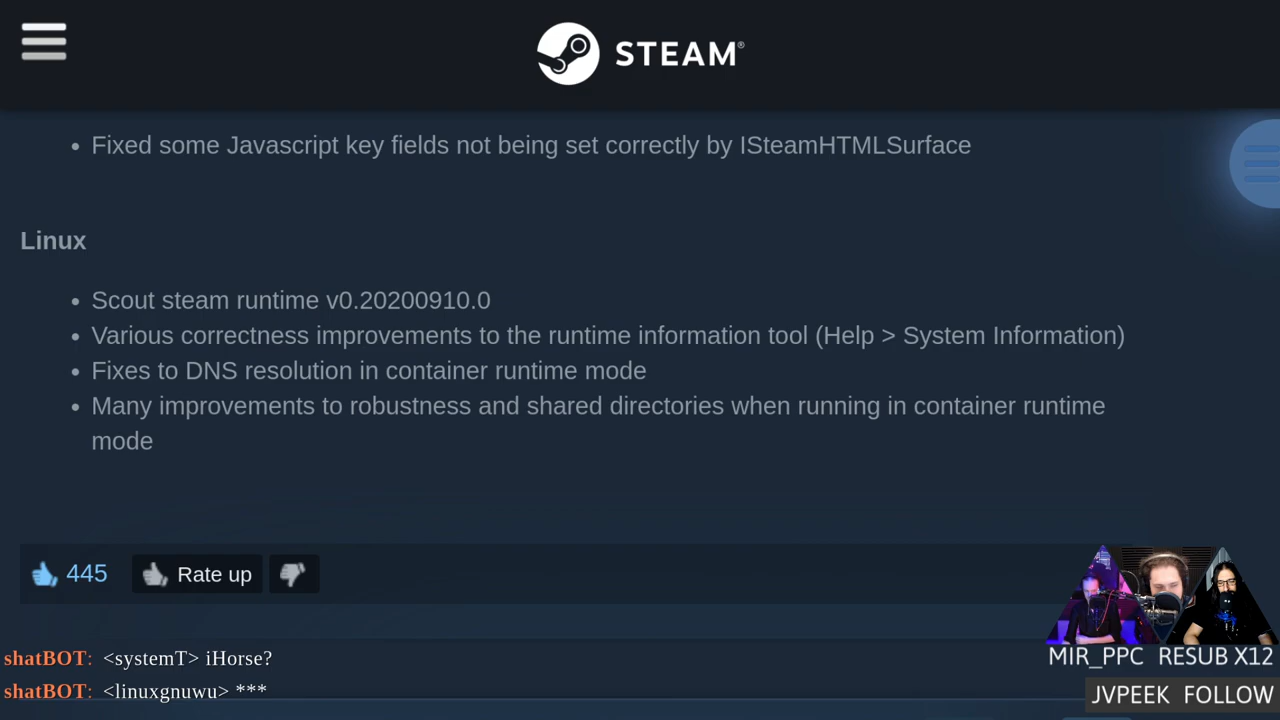 STEAM®
• Fixed some Javascript key fields not being set correctly by ISteamHTMLSurface
Linux
• Scout steam runtime v0.20200910.0
• Various correctness improvements to the runtime information tool (Help > System Information)
• Fixes to DNS resolution in container runtime mode
• Many improvements to robustness and shared directories when running in container runtime
mode
445 Rate up
shatBOT: <systemT> iHorse?
shatBOT: <linuxgnuwu> ***
MIR_PPC RESUB X12
JVPEEK FOLLOW